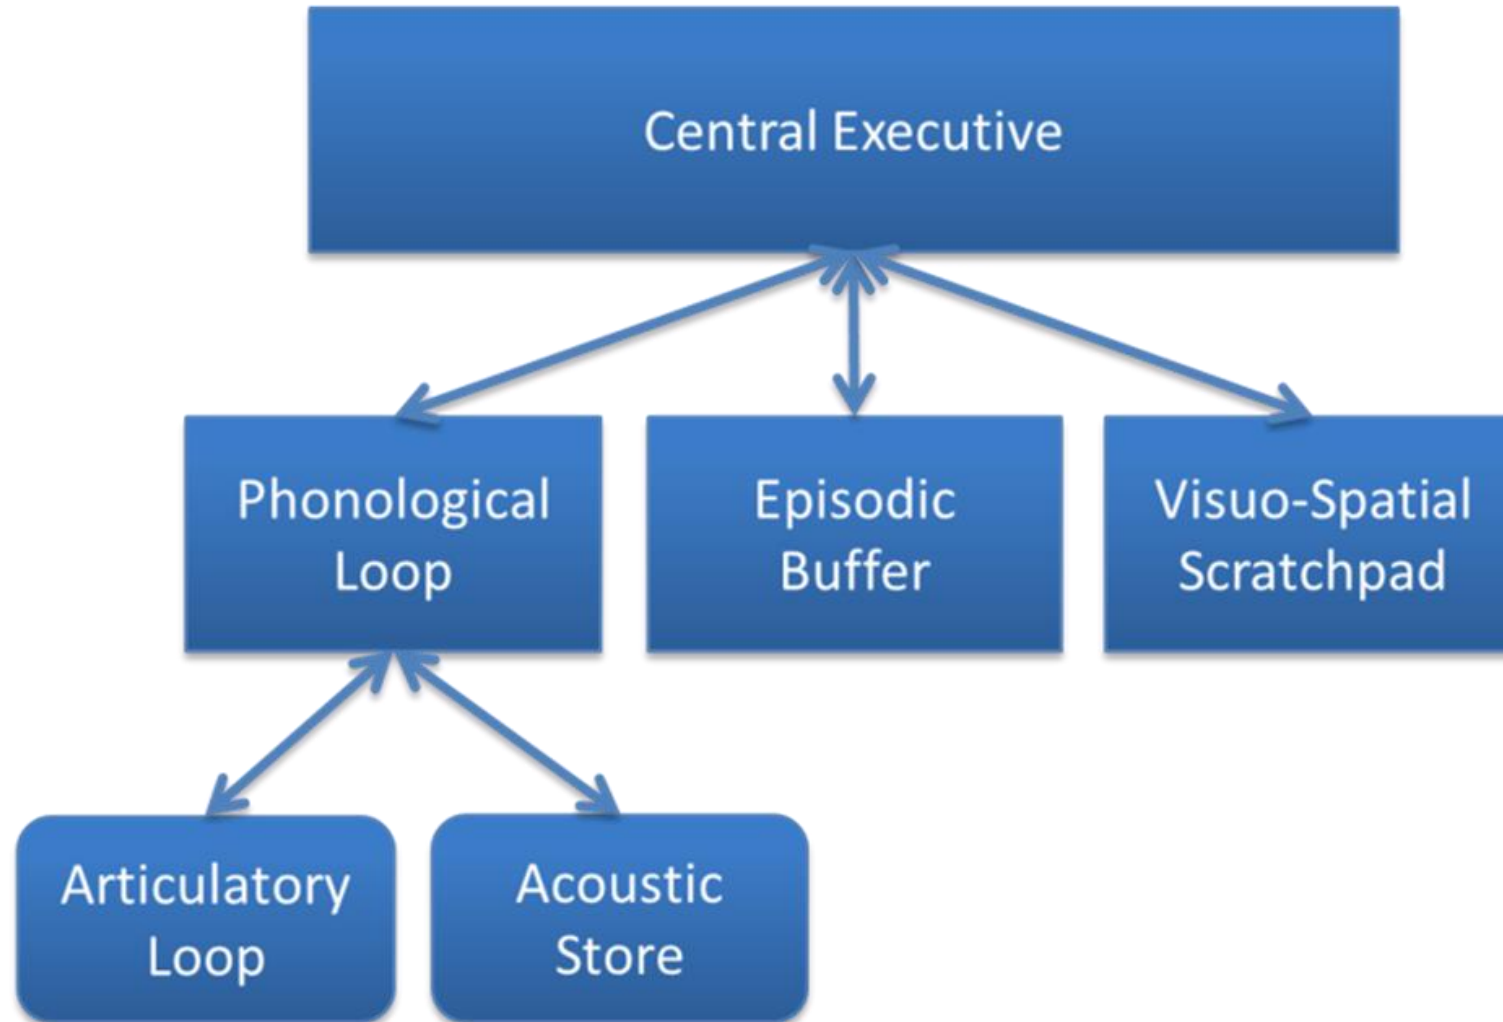 Central Executive
Phonological
Loop
Episodic
Buffer
Visuo-Spatial
Scratchpad
Articulatory
Loop
Acoustic
Store